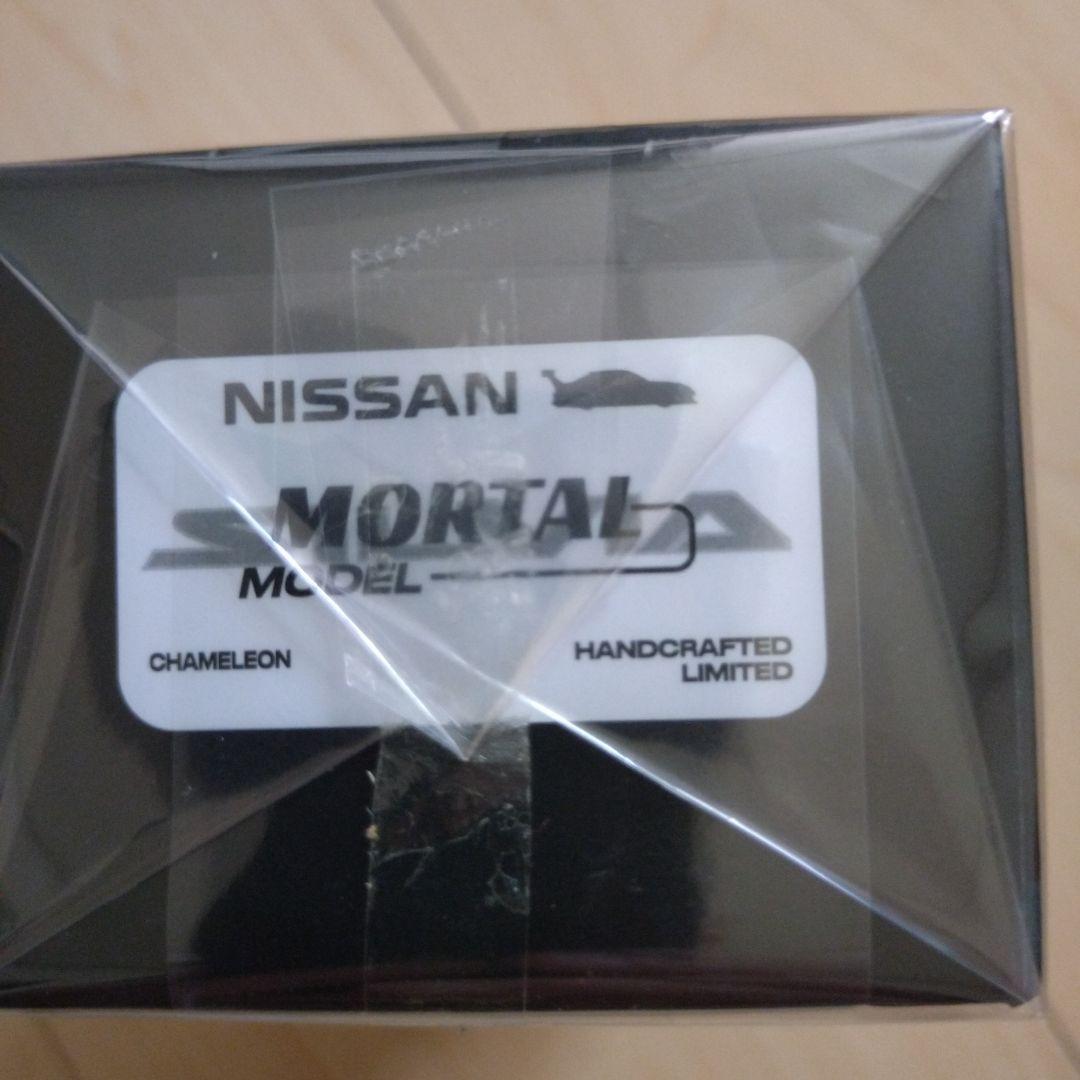 NISSAN
MORTAL
MODEL
CHAMELEON
HANDCRAFTED
LIMITED